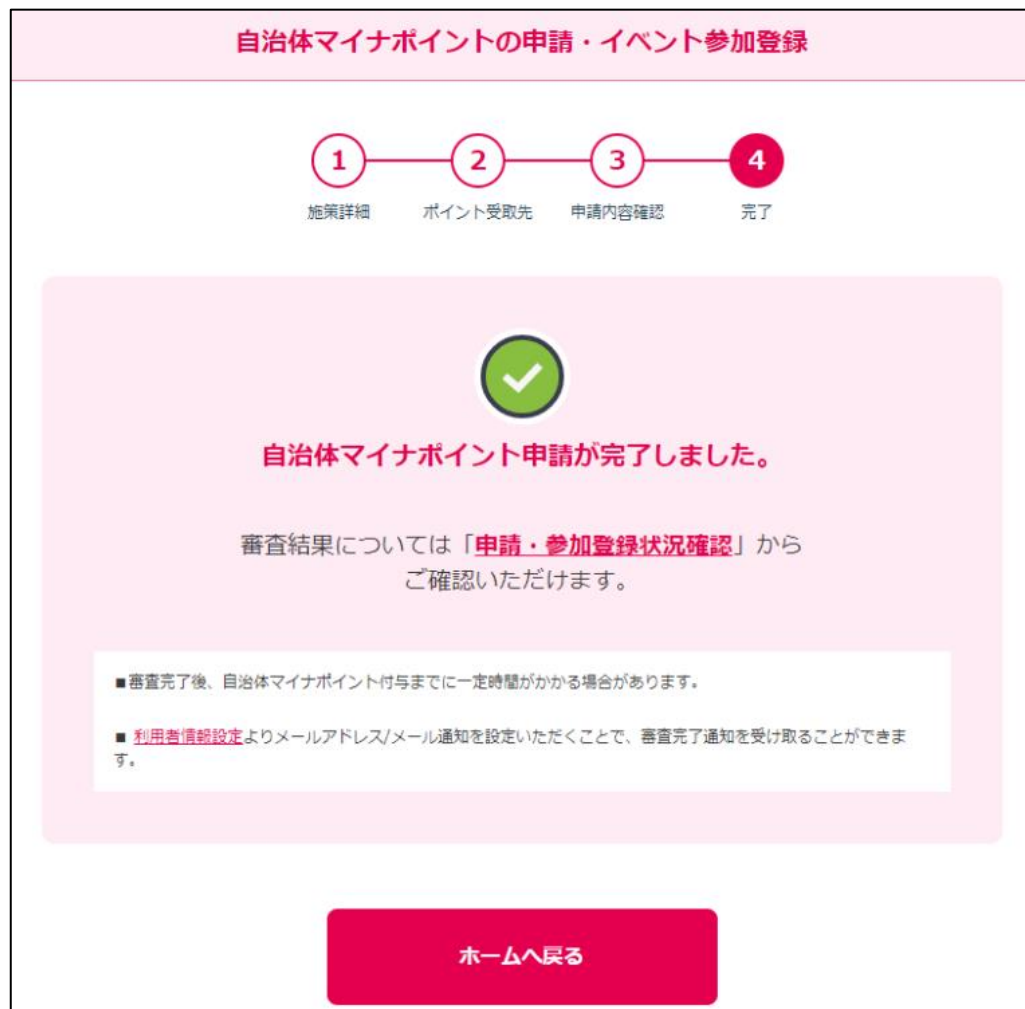 自治体マイナポイントの申請・イベント参加登録
1
2
3
4
施策詳細
ポイント受取先
申請内容確認
完了
自治体マイナポイント申請が完了しました。
審査結果については「申請・参加登録状況確認」から
ご確認いただけます。
■審査完了後、自治体マイナポイント付与までに一定時間がかかる場合があります。
■ 利用者情報設定よりメールアドレス/メール通知を設定いただくことで、審査完了通知を受け取ることができま
す。
ホームへ戻る